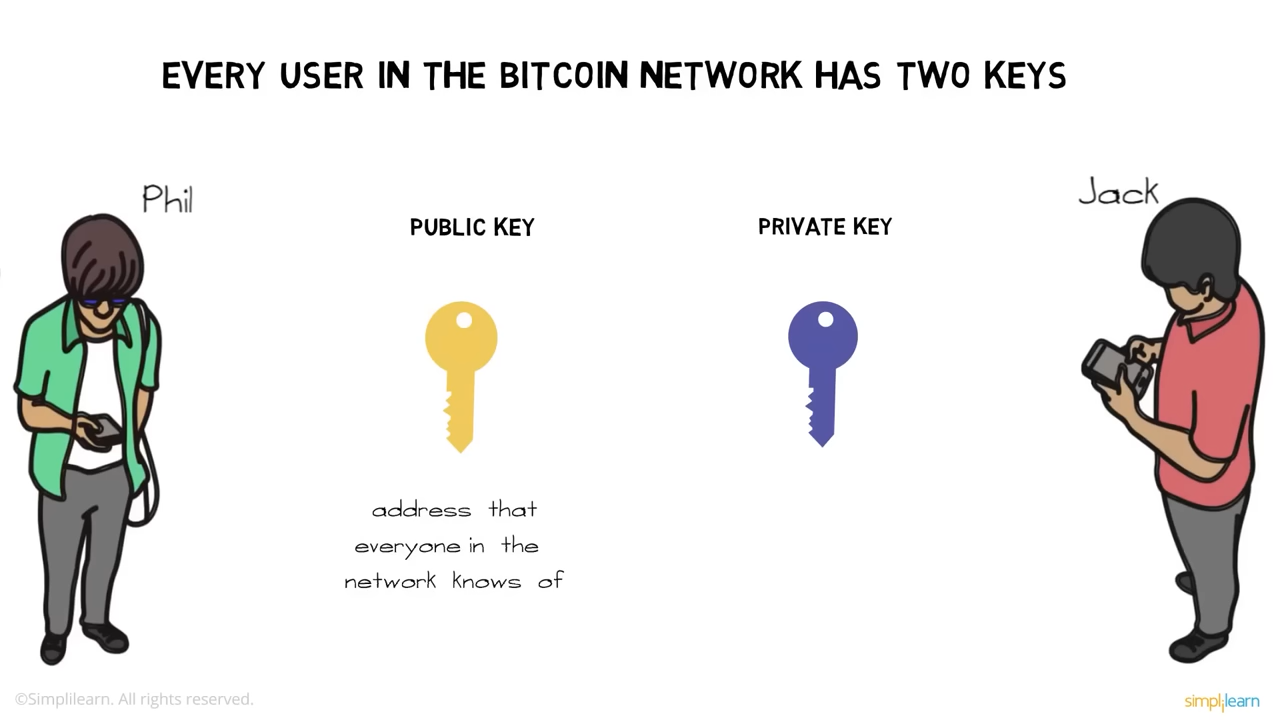 EVERY USER IN THE BITCOIN NETWORK HAS TWO KEYS
Phil
Jack
PUBLIC KEY
PRIVATE KEY
address that
everyone in the
network knows of
©Simplilearn. All rights reserved.
simplilearn